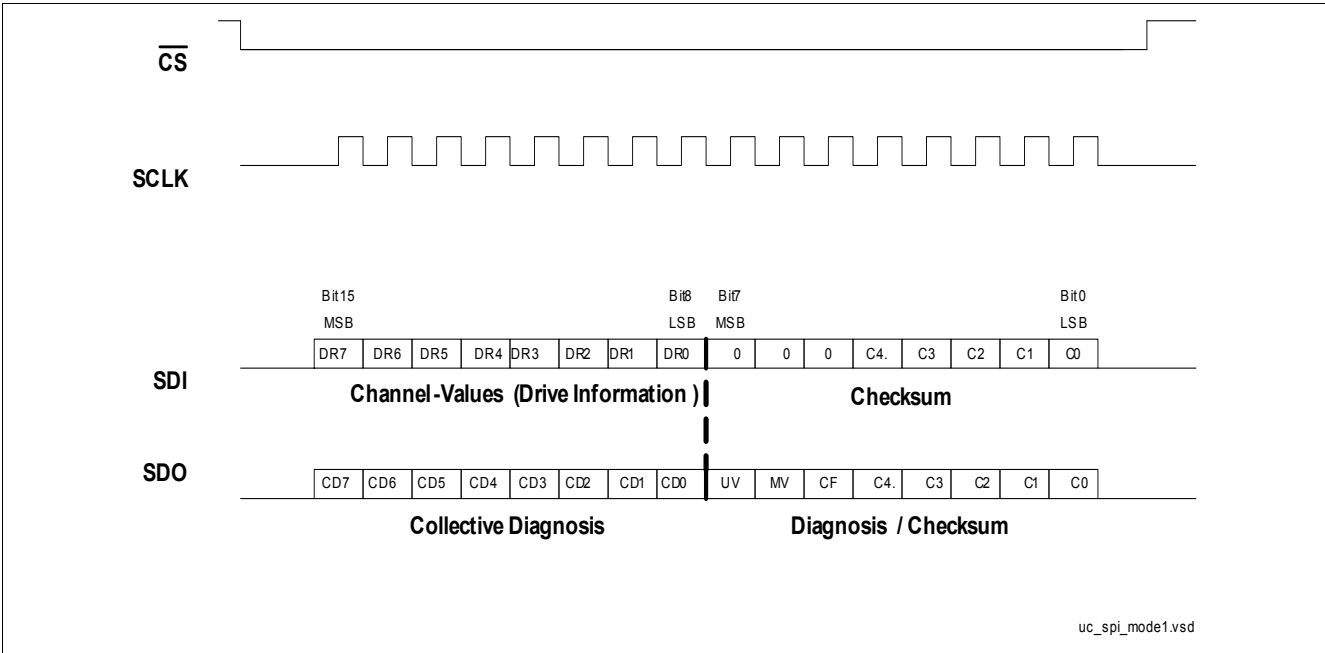 CS
SCLK
Bit15 Bit8 Bit7 Bit0
MSB LSB MSB LSB
SDI DR7 DR6 DR5 DR4 DR3 DR2 DR1 DR0 0 0 0 C4. C3 C2 C1 C0
Channel-Values (Drive Information ) Checksum
SDO CD7 CD6 CD5 CD4 CD3 CD2 CD1 CD0 UV MV CF C4. C3 C2 C1 C0
Collective Diagnosis Diagnosis / Checksum
uc_spi_mode1.vsd